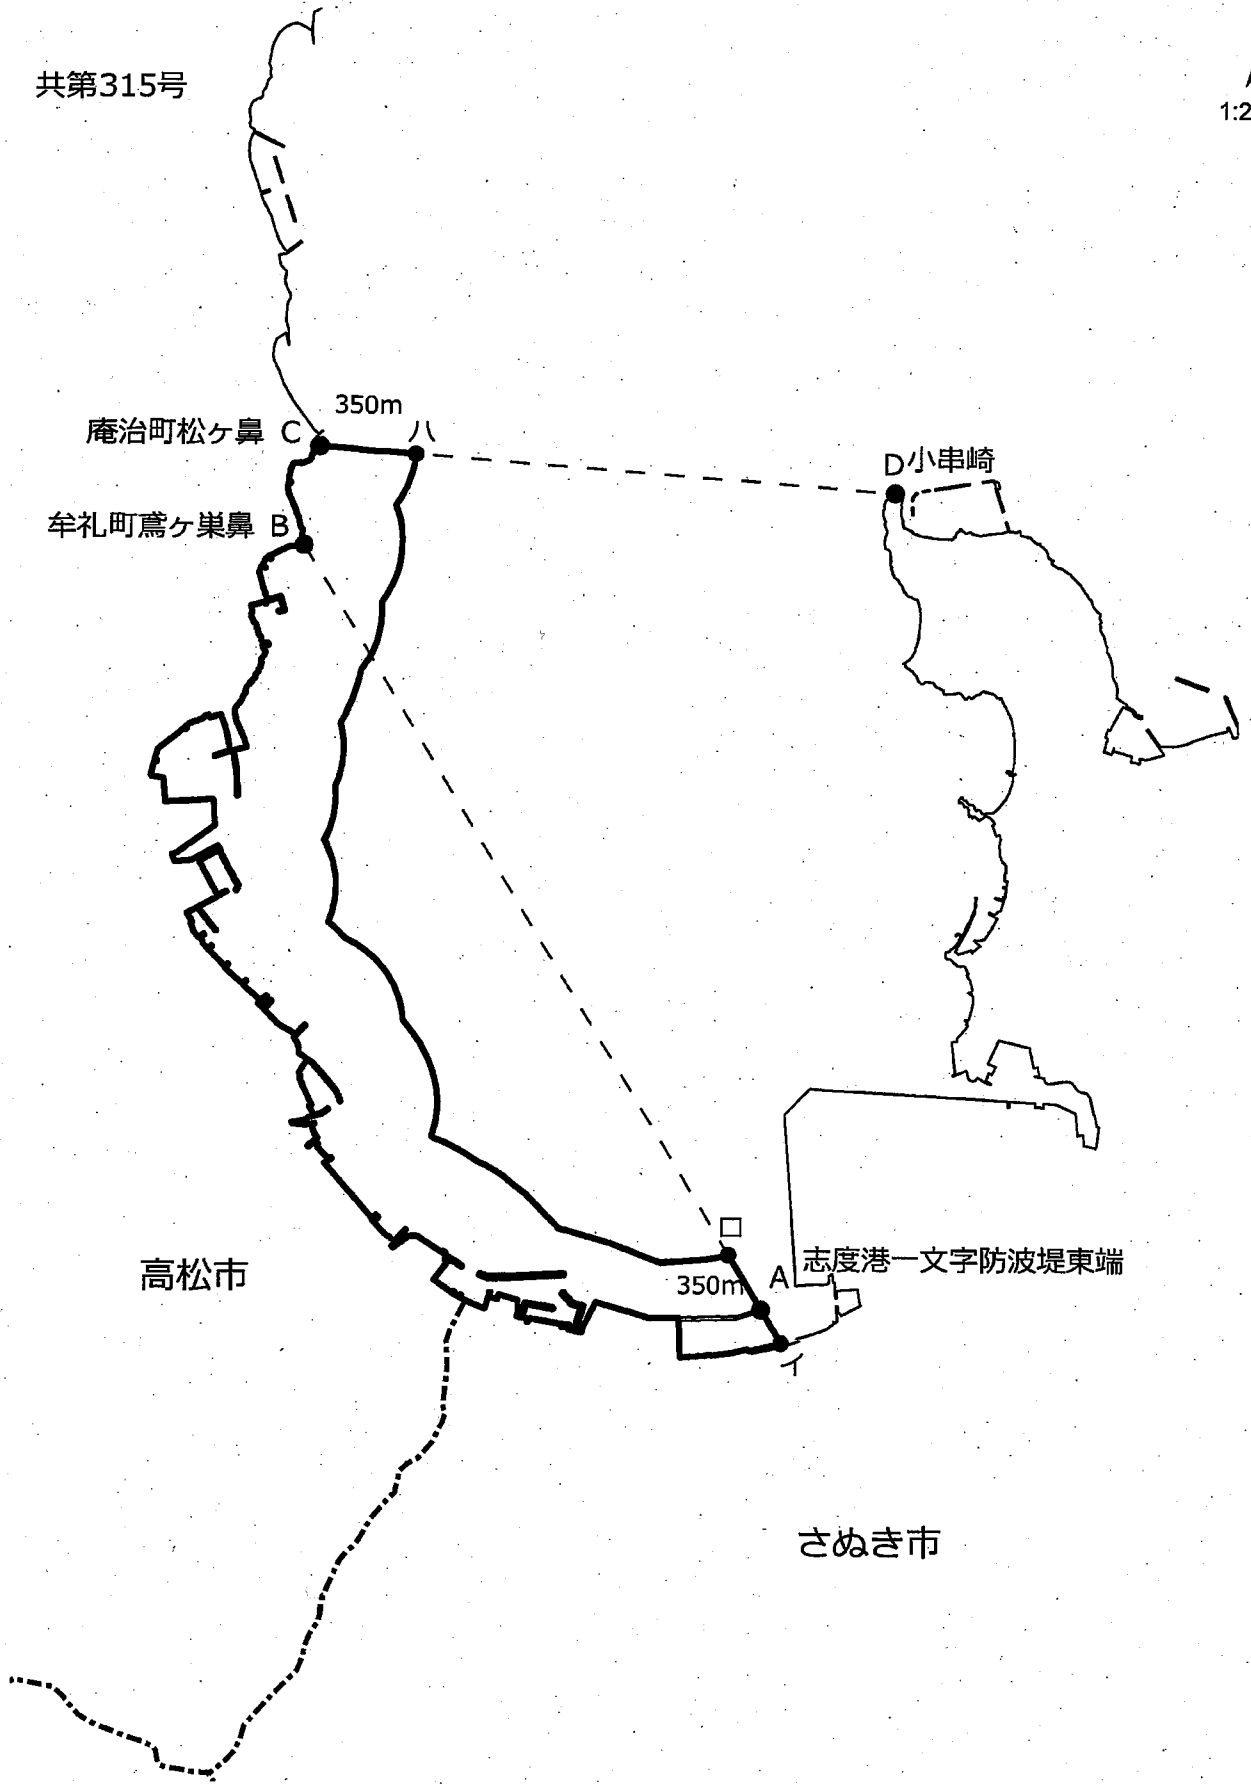 共第315号
1:2
350m
庵治町松ヶ鼻 C
ハ
D小串崎
牟礼町鳶ヶ巣鼻 B
ロ
志度港一文字防波堤東端
350m
A
高松市
イ
さぬき市